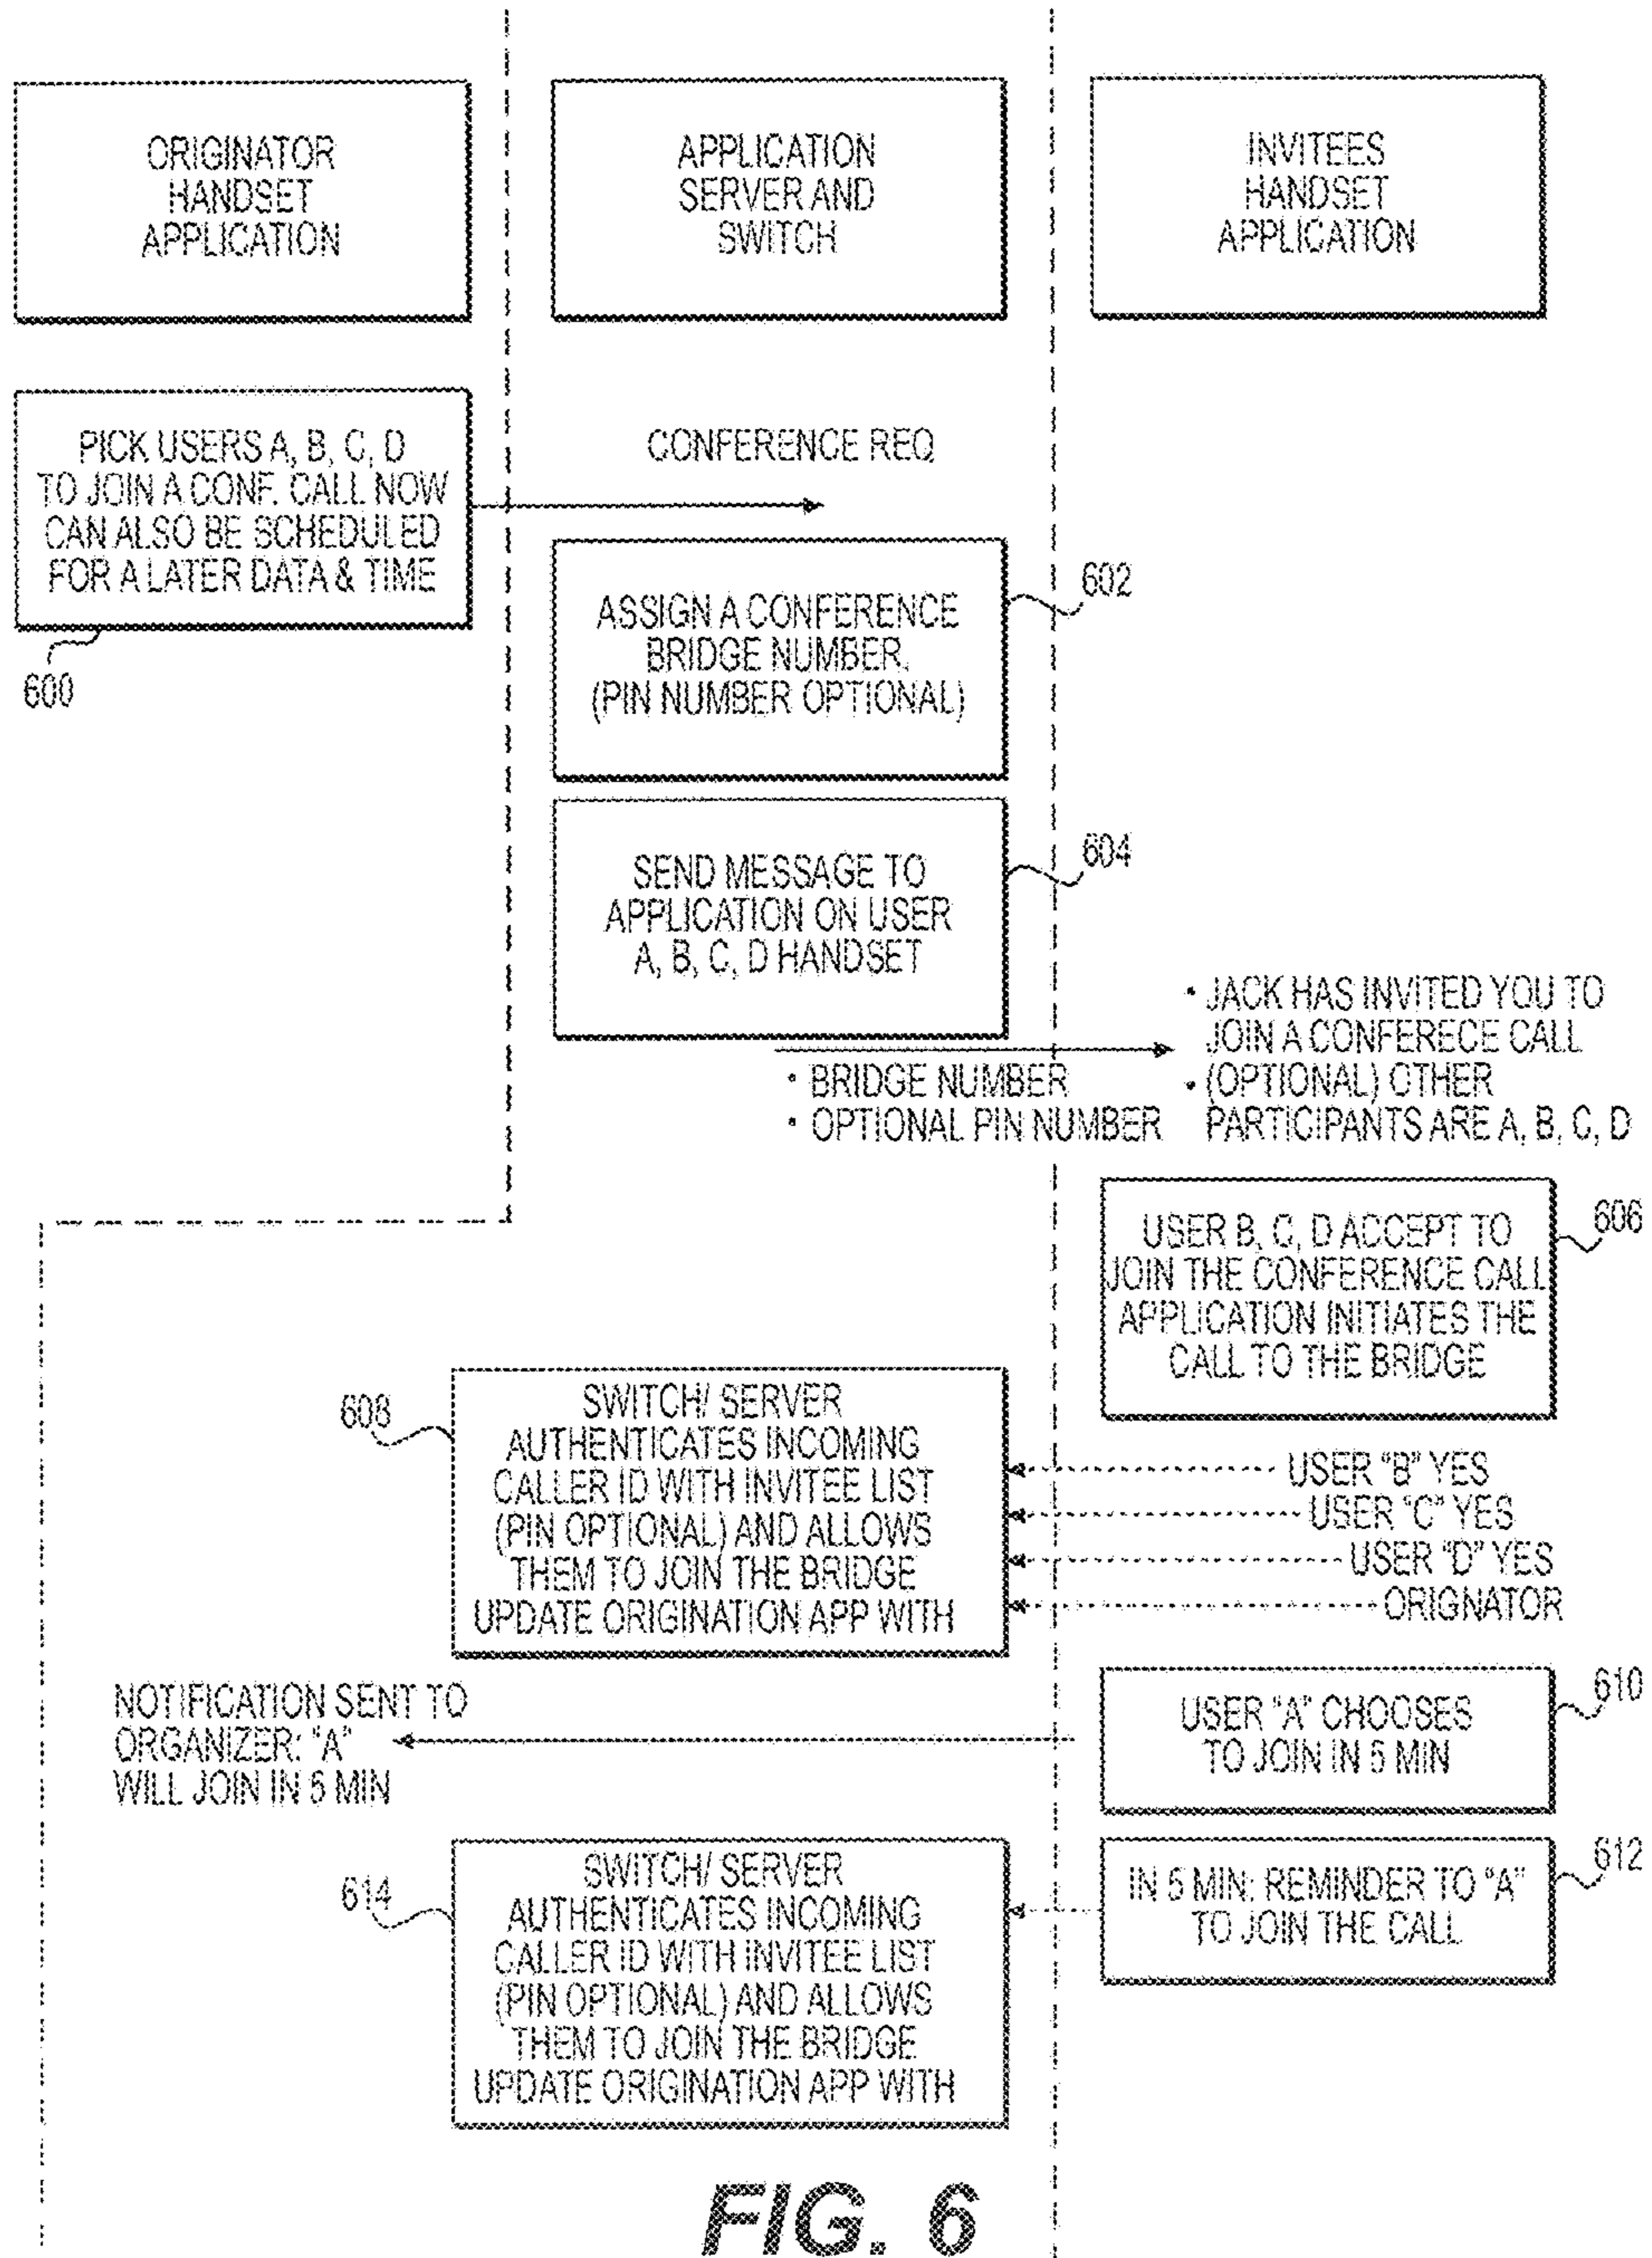 ORIGINATOR
HANDSET
APPLICATION
APPLICATION
SERVER AND
SWITCH
INVITEES
HANDSET
APPLICATION
PICK USERS A, B, C, D
TO JOIN A CONF. CALL NOW
CAN ALSO BE SCHEDULED
FOR A LATER DATA & TIME
600
CONFERENCE REQ
ASSIGN A CONFERENCE
BRIDGE NUMBER.
(PIN NUMBER OPTIONAL)
602
SEND MESSAGE TO
APPLICATION ON USER
A, B, C, D HANDSET
604
• BRIDGE NUMBER
• OPTIONAL PIN NUMBER
• JACK HAS INVITED YOU TO
JOIN A CONFERECE CALL
• (OPTIONAL) OTHER
PARTICIPANTS ARE A, B, C, D
USER B, C, D ACCEPT TO
JOIN THE CONFERENCE CALL
APPLICATION INITIATES THE
CALL TO THE BRIDGE
606
608
SWITCH/ SERVER
AUTHENTICATES INCOMING
CALLER ID WITH INVITEE LIST
(PIN OPTIONAL) AND ALLOWS
THEM TO JOIN THE BRIDGE
UPDATE ORIGINATION APP WITH
USER "B" YES
USER "C" YES
USER "D" YES
ORIGNATOR
NOTIFICATION SENT TO
ORGANIZER: "A"
WILL JOIN IN 5 MIN
USER "A" CHOOSES
TO JOIN IN 5 MIN
610
614
SWITCH/ SERVER
AUTHENTICATES INCOMING
CALLER ID WITH INVITEE LIST
(PIN OPTIONAL) AND ALLOWS
THEM TO JOIN THE BRIDGE
UPDATE ORIGINATION APP WITH
IN 5 MIN: REMINDER TO "A"
TO JOIN THE CALL
612
FIG. 6